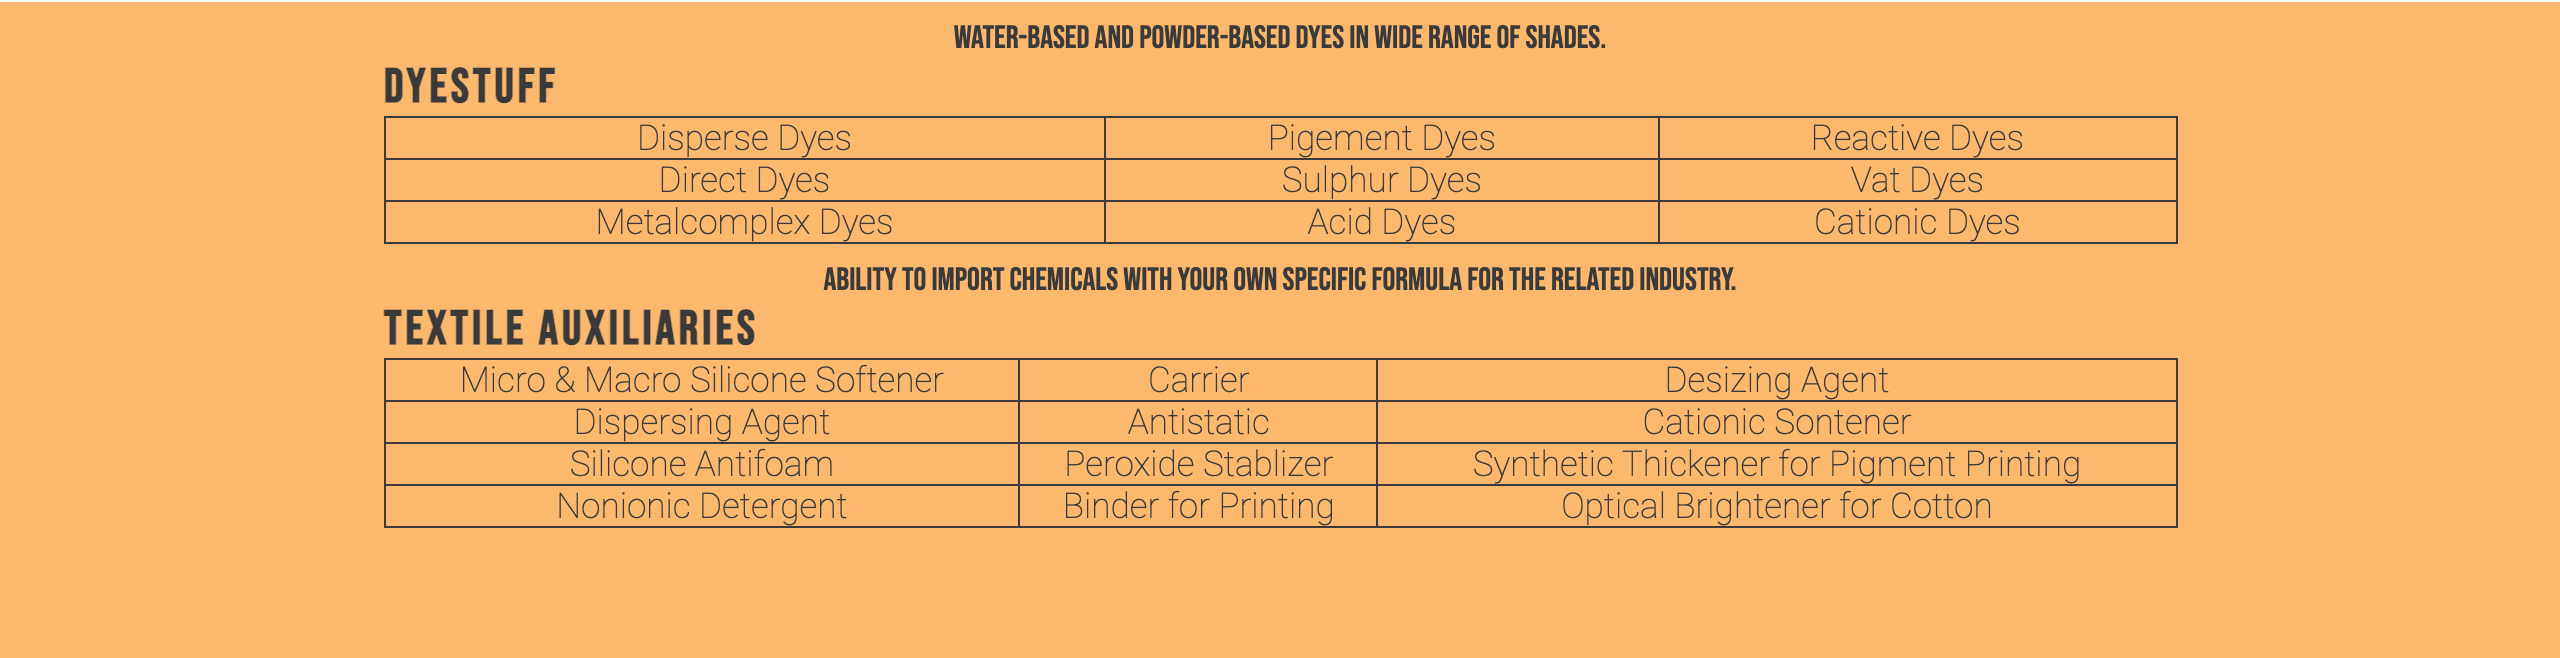 WATER-BASED AND POWDER-BASED DYES IN WIDE RANGE OF SHADES.
DYESTUFF
Disperse Dyes Pigement Dyes Reactive Dyes
Direct Dyes Sulphur Dyes Vat Dyes
Metalcomplex Dyes Acid Dyes Cationic Dyes
ABILITY TO IMPORT CHEMICALS WITH YOUR OWN SPECIFIC FORMULA FOR THE RELATED INDUSTRY.
TEXTILE AUXILIARIES
Micro & Macro Silicone Softener Carrier Desizing Agent
Dispersing Agent Antistatic Cationic Sontener
Silicone Antifoam Peroxide Stablizer Synthetic Thickener for Pigment Printing
Nonionic Detergent Binder for Printing Optical Brightener for Cotton